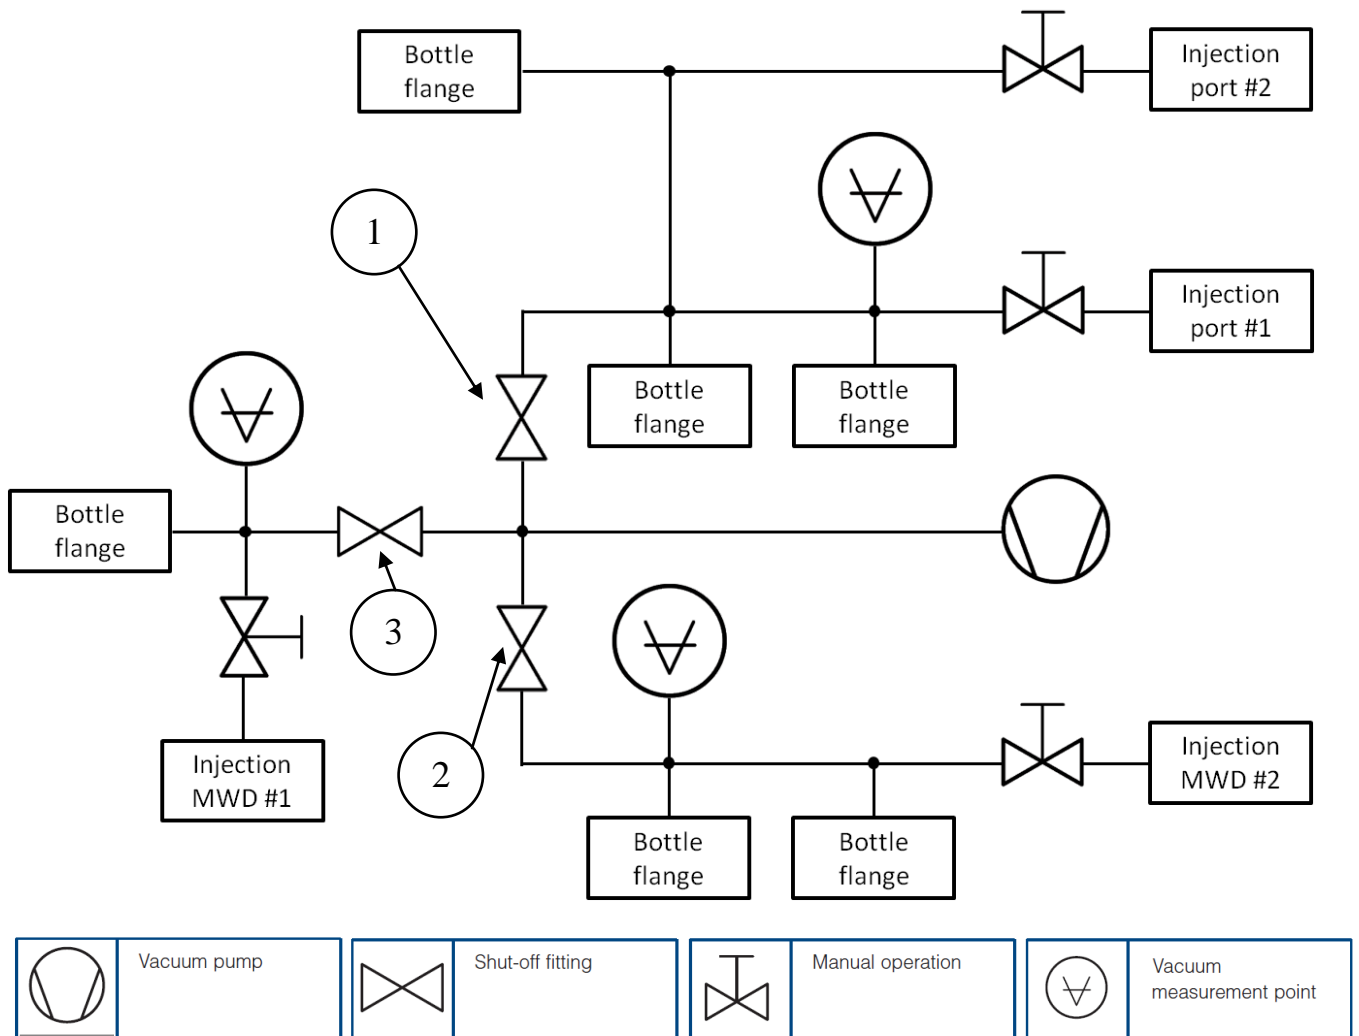 Bottle
flange
Injection
port #2
1
Injection
port #1
Bottle
flange
Bottle
flange
Bottle
flange
3
2
Injection
MWD #1
Injection
MWD #2
Bottle
flange
Bottle
flange
Vacuum pump
Shut-off fitting
Manual operation
Vacuum
measurement point